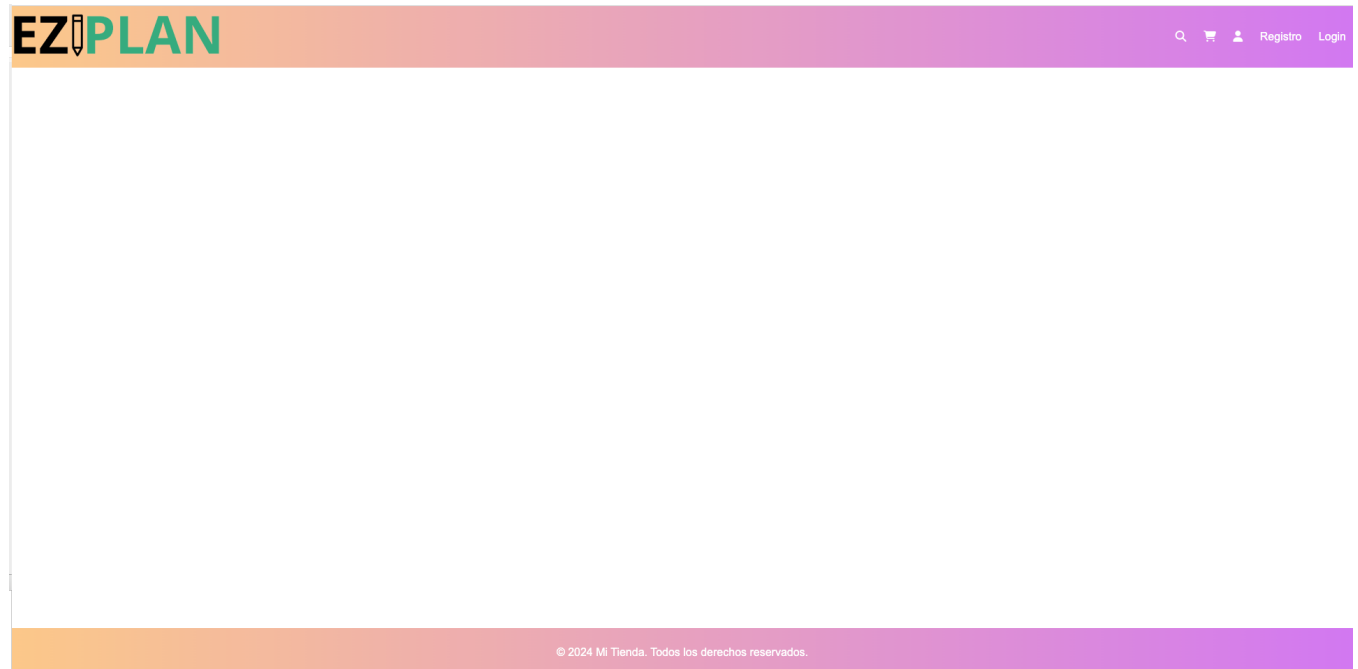 EZIPLAN
Registro Login
© 2024 Mi Tienda. Todos los derechos reservados.